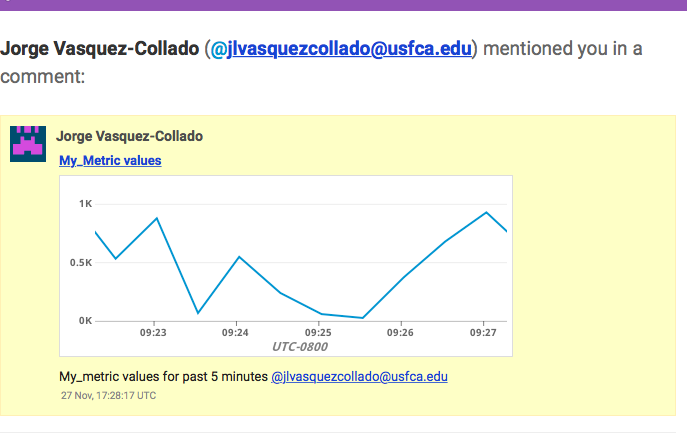 Jorge Vasquez-Collado (@jlvasquezcollado@usfca.edu) mentioned you in a
comment:
Jorge Vasquez-Collado
My_Metric values
1K
0.5K
0K
09:23 09:24 09:25 09:26 09:27
UTC-0800
My_metric values for past 5 minutes @jlvasquezcollado@usfca.edu
27 Nov, 17:28:17 UTC